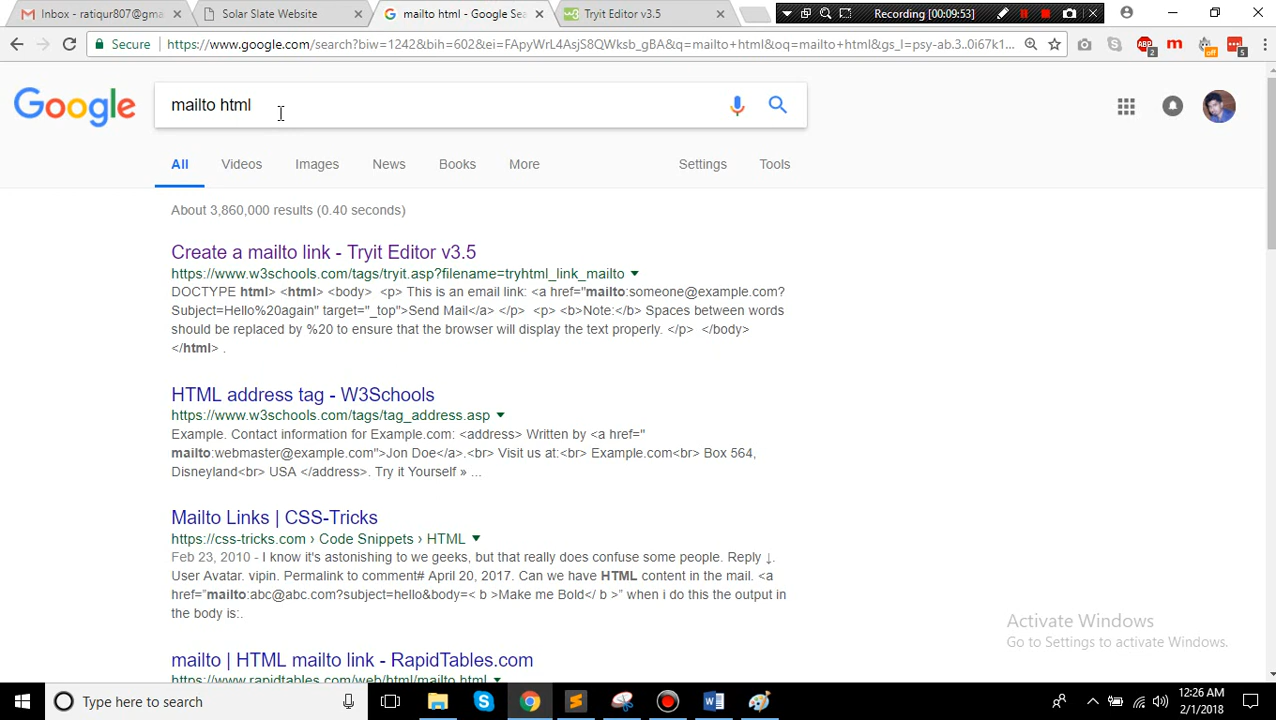 Inbox - ratiqur807@gma
Solar Slate Website
mailto html - Google Sea
Tryit Editor v3.5
Recording [00:09:53]
Secure
https://www.google.com/search?biw=1242&bih=602&ei=FApyWrL4AsjS8QWksb_gBA&q=mailto+html&oq=mailto+html&gs_l=psy-ab.3..0j67k1...
ABP
2
m
off
5
Google
mailto html
All
Videos
Images
News
Books
More
Settings
Tools
About 3,860,000 results (0.40 seconds)
Create a mailto link - Tryit Editor v3.5
https://www.w3schools.com/tags/tryit.asp?filename=tryhtml_link_mailto
DOCTYPE html> <html> <body> <p> This is an email link: <a href="mailto:someone@example.com?
Subject=Hello%20again" target="_top">Send Mail</a> </p> <p> <b>Note:</b> Spaces between words
should be replaced by %20 to ensure that the browser will display the text properly. </p> </body>
</html> .
HTML address tag - W3Schools
https://www.w3schools.com/tags/tag_address.asp
Example. Contact information for Example.com: <address> Written by <a href="
mailto:webmaster@example.com">Jon Doe</a>.<br> Visit us at:<br> Example.com<br> Box 564,
Disneyland<br> USA </address>. Try it Yourself » ...
Mailto Links | CSS-Tricks
https://css-tricks.com › Code Snippets › HTML
Feb 23, 2010 - I know it's astonishing to we geeks, but that really does confuse some people. Reply ↓.
User Avatar. vipin. Permalink to comment# April 20, 2017. Can we have HTML content in the mail. <a
href="mailto:abc@abc.com?subject=hello&body=< b >Make me Bold</ b >" when i do this the output in
the body is:.
mailto | HTML mailto link - RapidTables.com
https://www.rapidtables.com/web/html/mailto.html
Activate Windows
Go to Settings to activate Windows.
Type here to search
12:26 AM
2/1/2018